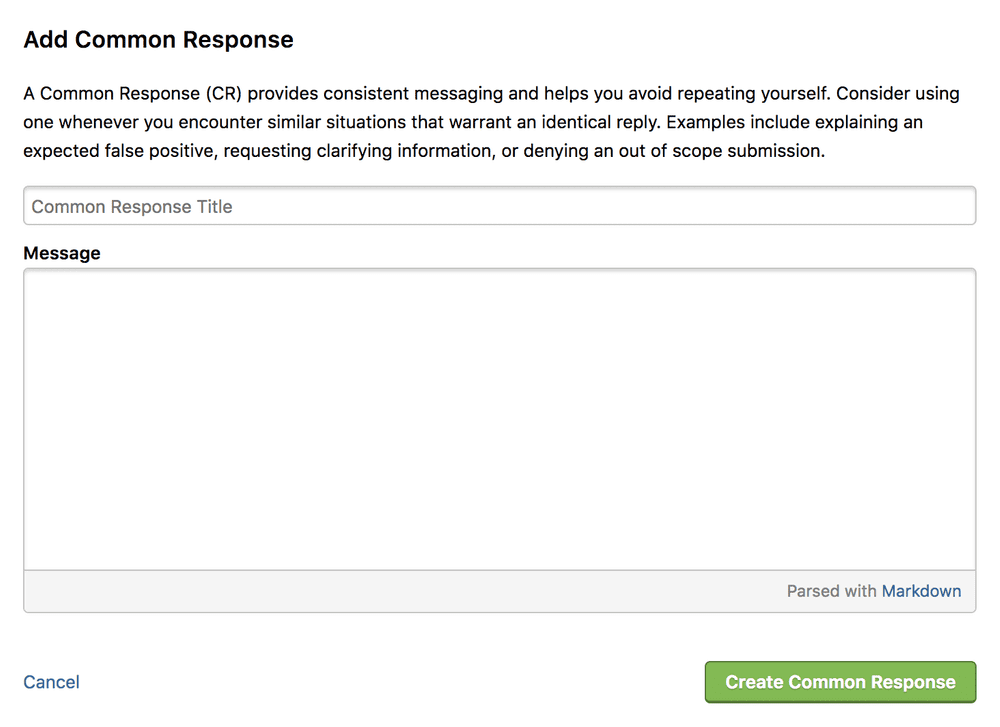 Add Common Response
A Common Response (CR) provides consistent messaging and helps you avoid repeating yourself. Consider using
one whenever you encounter similar situations that warrant an identical reply. Examples include explaining an
expected false positive, requesting clarifying information, or denying an out of scope submission.
Common Response Title
Message
Parsed with Markdown
Cancel
Create Common Response